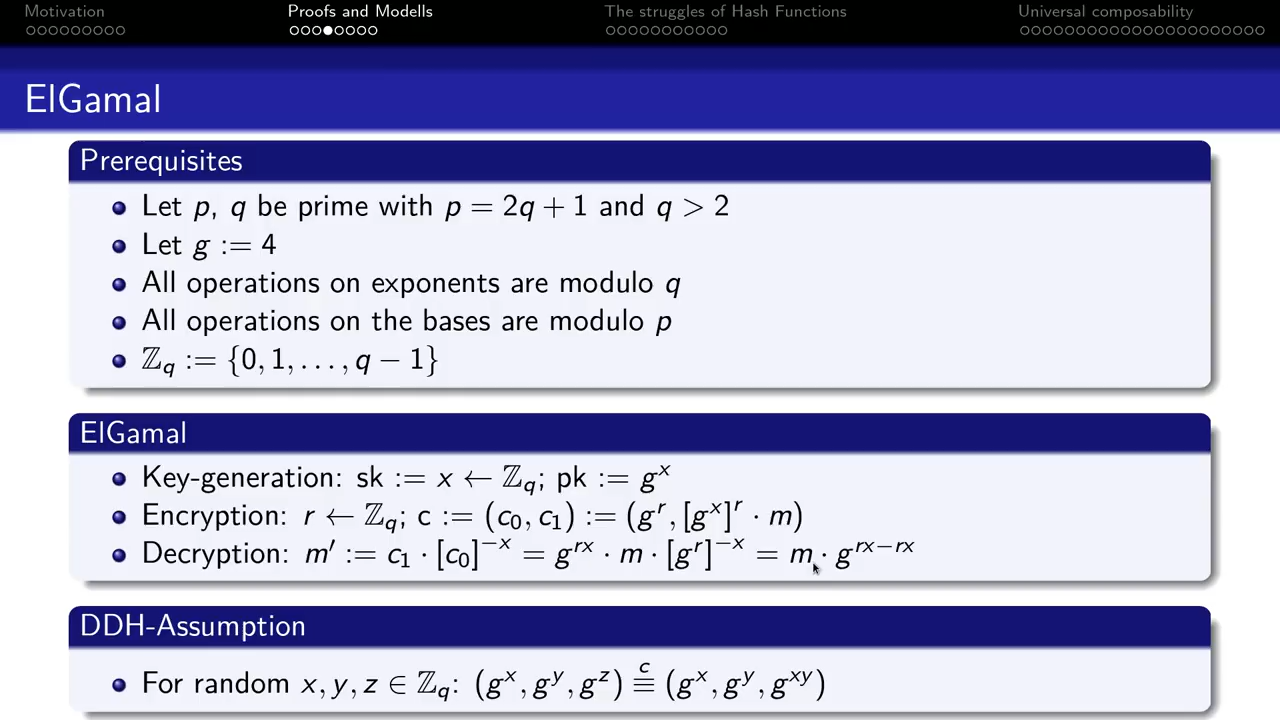 Motivation
Proofs and Modells
The struggles of Hash Functions
Universal composability
ElGamal
Prerequisites
Let p, q be prime with p = 2q + 1 and q > 2
Let g := 4
All operations on exponents are modulo q
All operations on the bases are modulo p
ℤ_q := {0, 1, . . . , q − 1}
ElGamal
Key-generation: sk := x ← ℤ_q; pk := g^x
Encryption: r ← ℤ_q; c := (c_0, c_1) := (g^r, [g^x]^r · m)
Decryption: m′ := c_1 · [c_0]^{−x} = g^{rx} · m · [g^r]^{−x} = m · g^{rx−rx}
DDH-Assumption
For random x, y, z ∈ ℤ_q: (g^x, g^y, g^z) ≡^c (g^x, g^y, g^{xy})